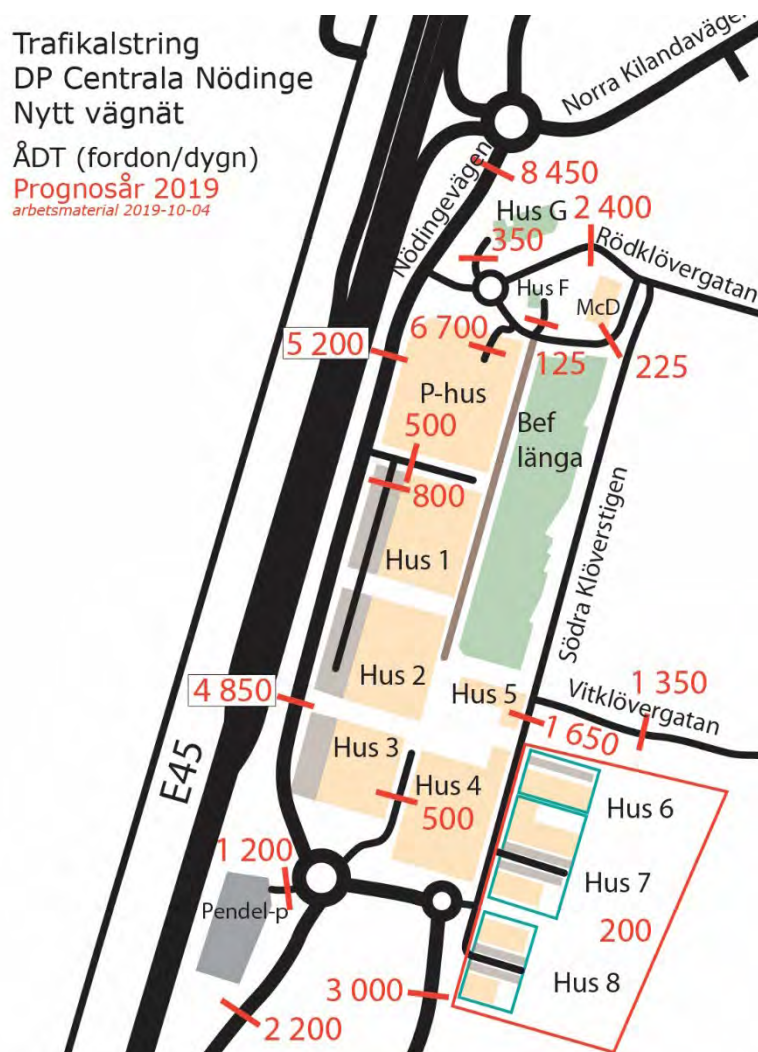 Trafikalstring
DP Centrala Nödinge
Nytt vägnät
ÅDT (fordon/dygn)
Prognosår 2019
arbetsmaterial 2019-10-04
Norra Kilandavägen
Nödingevägen
8 450
Hus G
2 400
350
Rödklövergatan
Hus F
McD
6 700
5 200
125
225
P-hus
500
Bef
länga
800
Hus 1
Södra Klöverstigen
Hus 2
1 350
Hus 5
Vitklövergatan
4 850
1 650
E45
Hus 3
Hus 4
Hus 6
500
1 200
Hus 7
Pendel-p
200
Hus 8
3 000
2 200